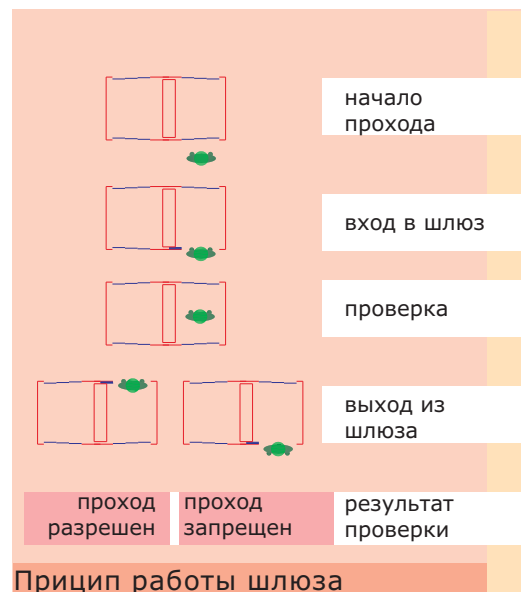 начало
прохода
вход в шлюз
проверка
выход из
шлюза
проход
разрешен
проход
запрещен
результат
проверки
Прицип работы шлюза